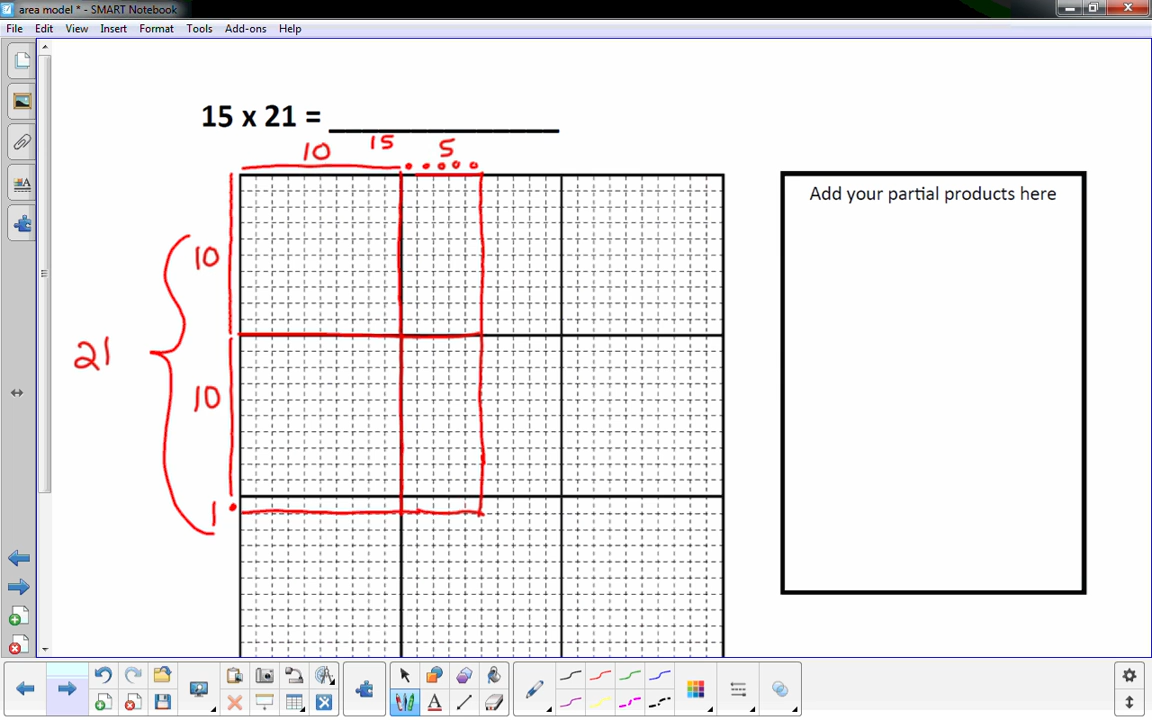 area model * - SMART Notebook
File Edit View Insert Format Tools Add-ons Help
15 x 21 = _______________
10 15 5
Add your partial products here
10
21
10
1